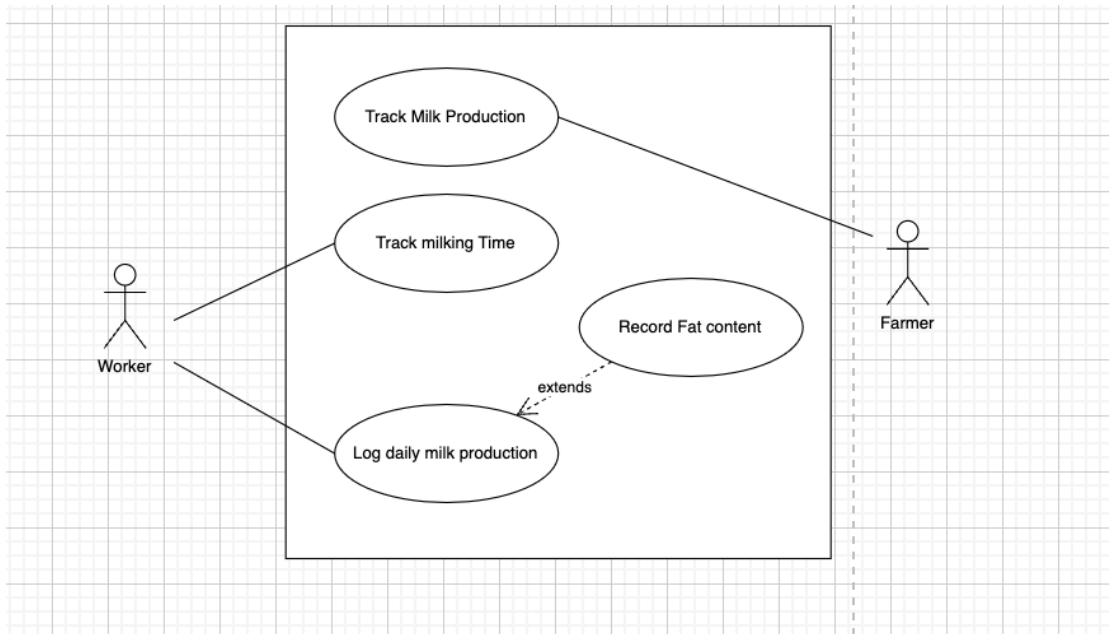 Track Milk Production
Track milking Time
Record Fat content
Farmer
Worker
extends
Log daily milk production